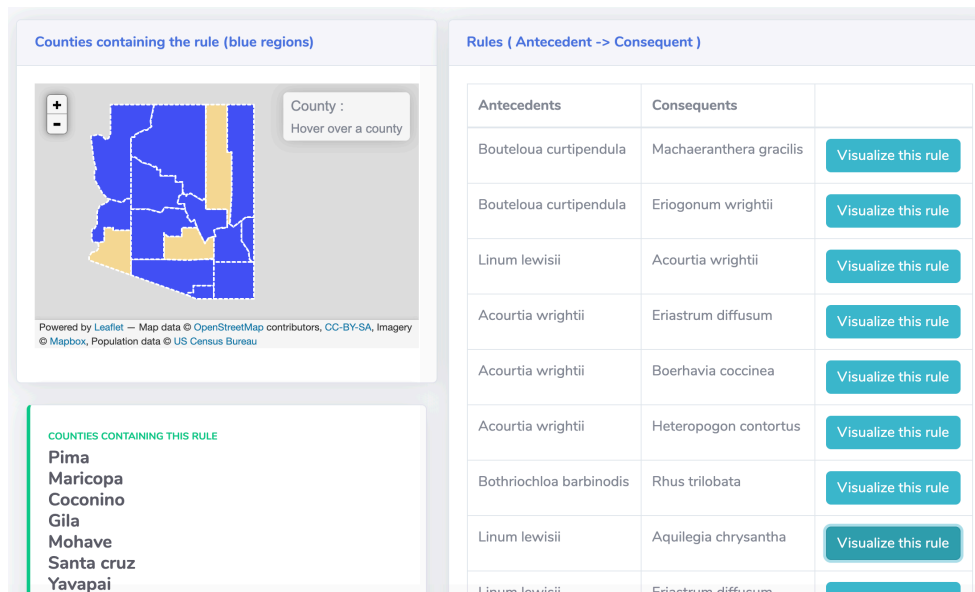 Counties containing the rule (blue regions)
+
-
County :
Hover over a county
Powered by Leaflet — Map data © OpenStreetMap contributors, CC-BY-SA, Imagery
© Mapbox, Population data © US Census Bureau
COUNTIES CONTAINING THIS RULE
Pima
Maricopa
Coconino
Gila
Mohave
Santa cruz
Yavapai
Rules ( Antecedent -> Consequent )
Antecedents Consequents
Bouteloua curtipendula Machaeranthera gracilis Visualize this rule
Bouteloua curtipendula Eriogonum wrightii Visualize this rule
Linum lewisii Acourtia wrightii Visualize this rule
Acourtia wrightii Eriastrum diffusum Visualize this rule
Acourtia wrightii Boerhavia coccinea Visualize this rule
Acourtia wrightii Heteropogon contortus Visualize this rule
Bothriochloa barbinodis Rhus trilobata Visualize this rule
Linum lewisii Aquilegia chrysantha Visualize this rule
Linum lewisii Eriastrum diffusum